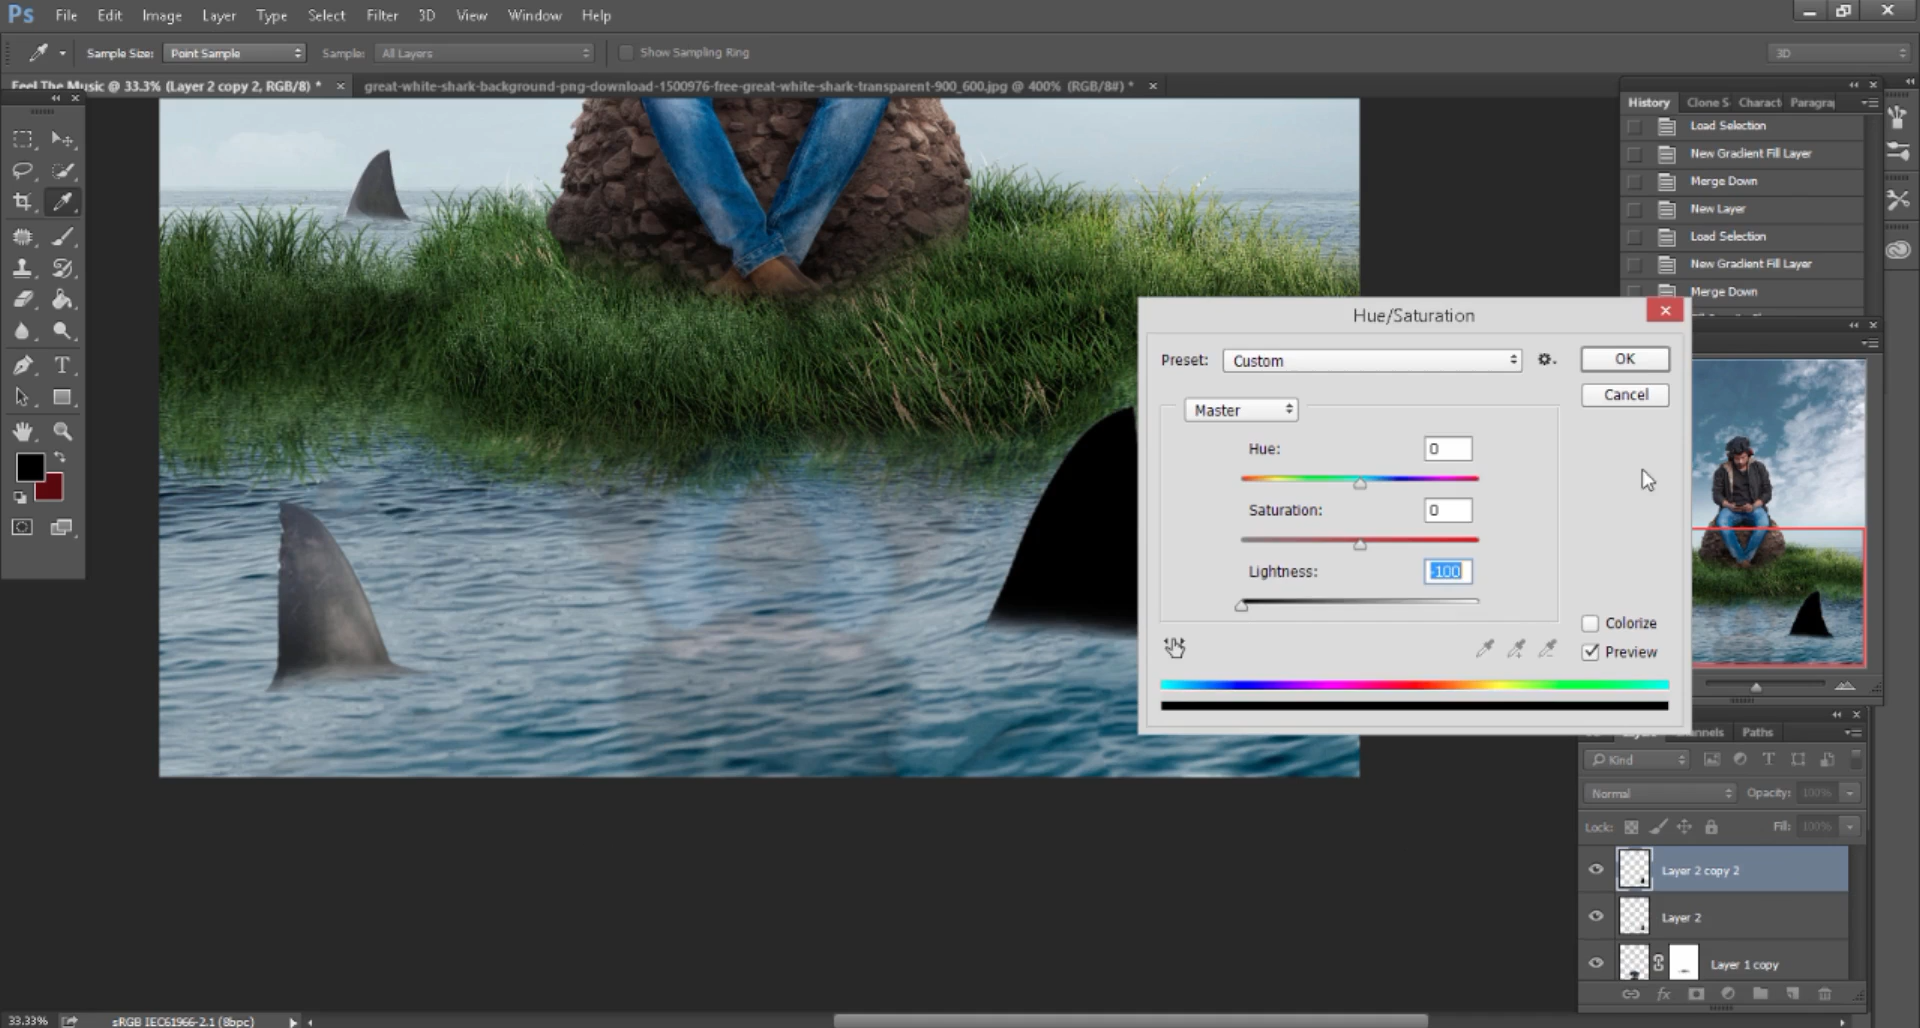 Ps File Edit Image Layer Type Select Filter 3D View Window Help
Sample Size: Point Sample Sample: All Layers Show Sampling Ring 3D
Feel The Music @ 33.3% (Layer 2 copy 2, RGB/8) * great-white-shark-background-png-download-1500976-free-great-white-shark-transparent-900_600.jpg @ 400% (RGB/8#) *
History Clone S Charact Paragra
Load Selection
New Gradient Fill Layer
Merge Down
New Layer
Load Selection
New Gradient Fill Layer
Merge Down
Hue/Saturation
Preset: Custom OK
Cancel
Master
Hue: 0
Saturation: 0
Lightness: -100
Colorize
Preview
Paths
Kind
Normal Opacity: 100%
Lock: Fill: 100%
Layer 2 copy 2
Layer 2
Layer 1 copy
33.33% sRGB IEC61966-2.1 (8bpc)